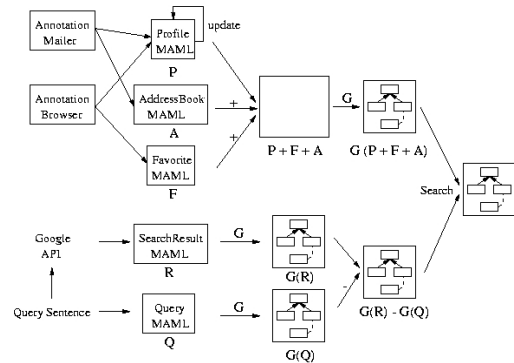 Annotation
Mailer
Profile
MAML
update
P
Annotation
Browser
AddressBook
MAML
A
+
+
Favorite
MAML
F
P + F + A
G
G (P + F + A)
Search
Google
API
SearchResult
MAML
R
G
G(R)
-
G(R) - G(Q)
Query Sentence
Query
MAML
Q
G
G(Q)